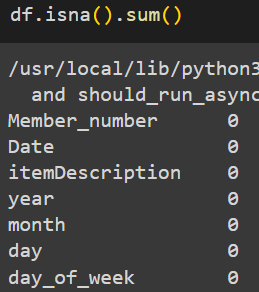 df.isna().sum()
/usr/local/lib/python3
and should_run_async
Member_number 0
Date 0
itemDescription 0
year 0
month 0
day 0
day_of_week 0